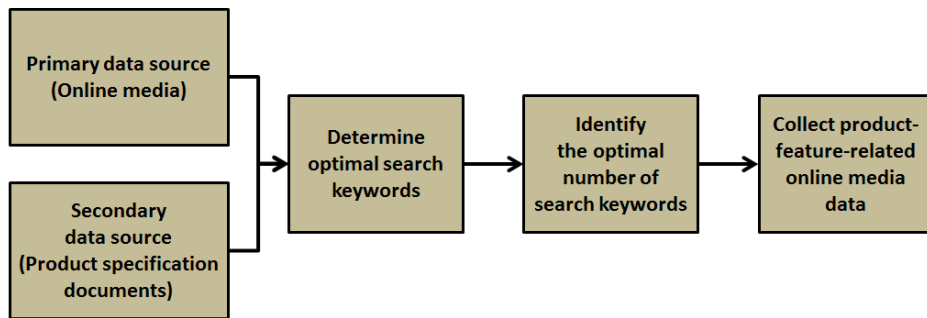 Primary data source
(Online media)
Secondary
data source
(Product specification
documents)
Determine
optimal search
keywords
Identify
the optimal
number of
search keywords
Collect product-
feature-related
online media
data